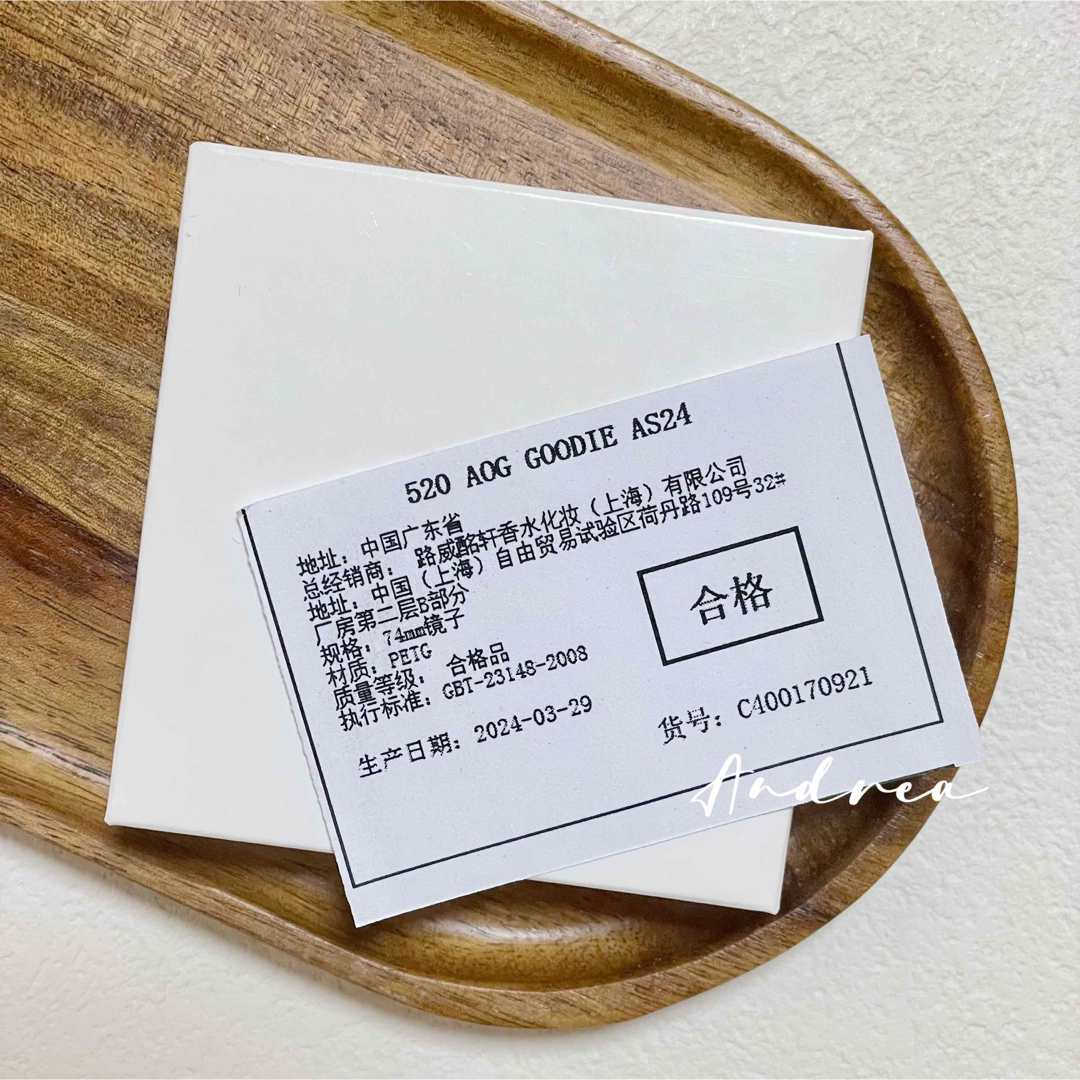 520 AOG GOODIE AS24
地址：中国广东省
总经销商： 路威酩轩香水化妆（上海）有限公司
地址：中国（上海）自由贸易试验区荷丹路109号32#
厂房第二层B部分
规格：74mm镜子
材质：PETG
质量等级： 合格品
执行标准：GBT-23148-2008
合格
生产日期：2024-03-29
货号：C400170921
Andrea